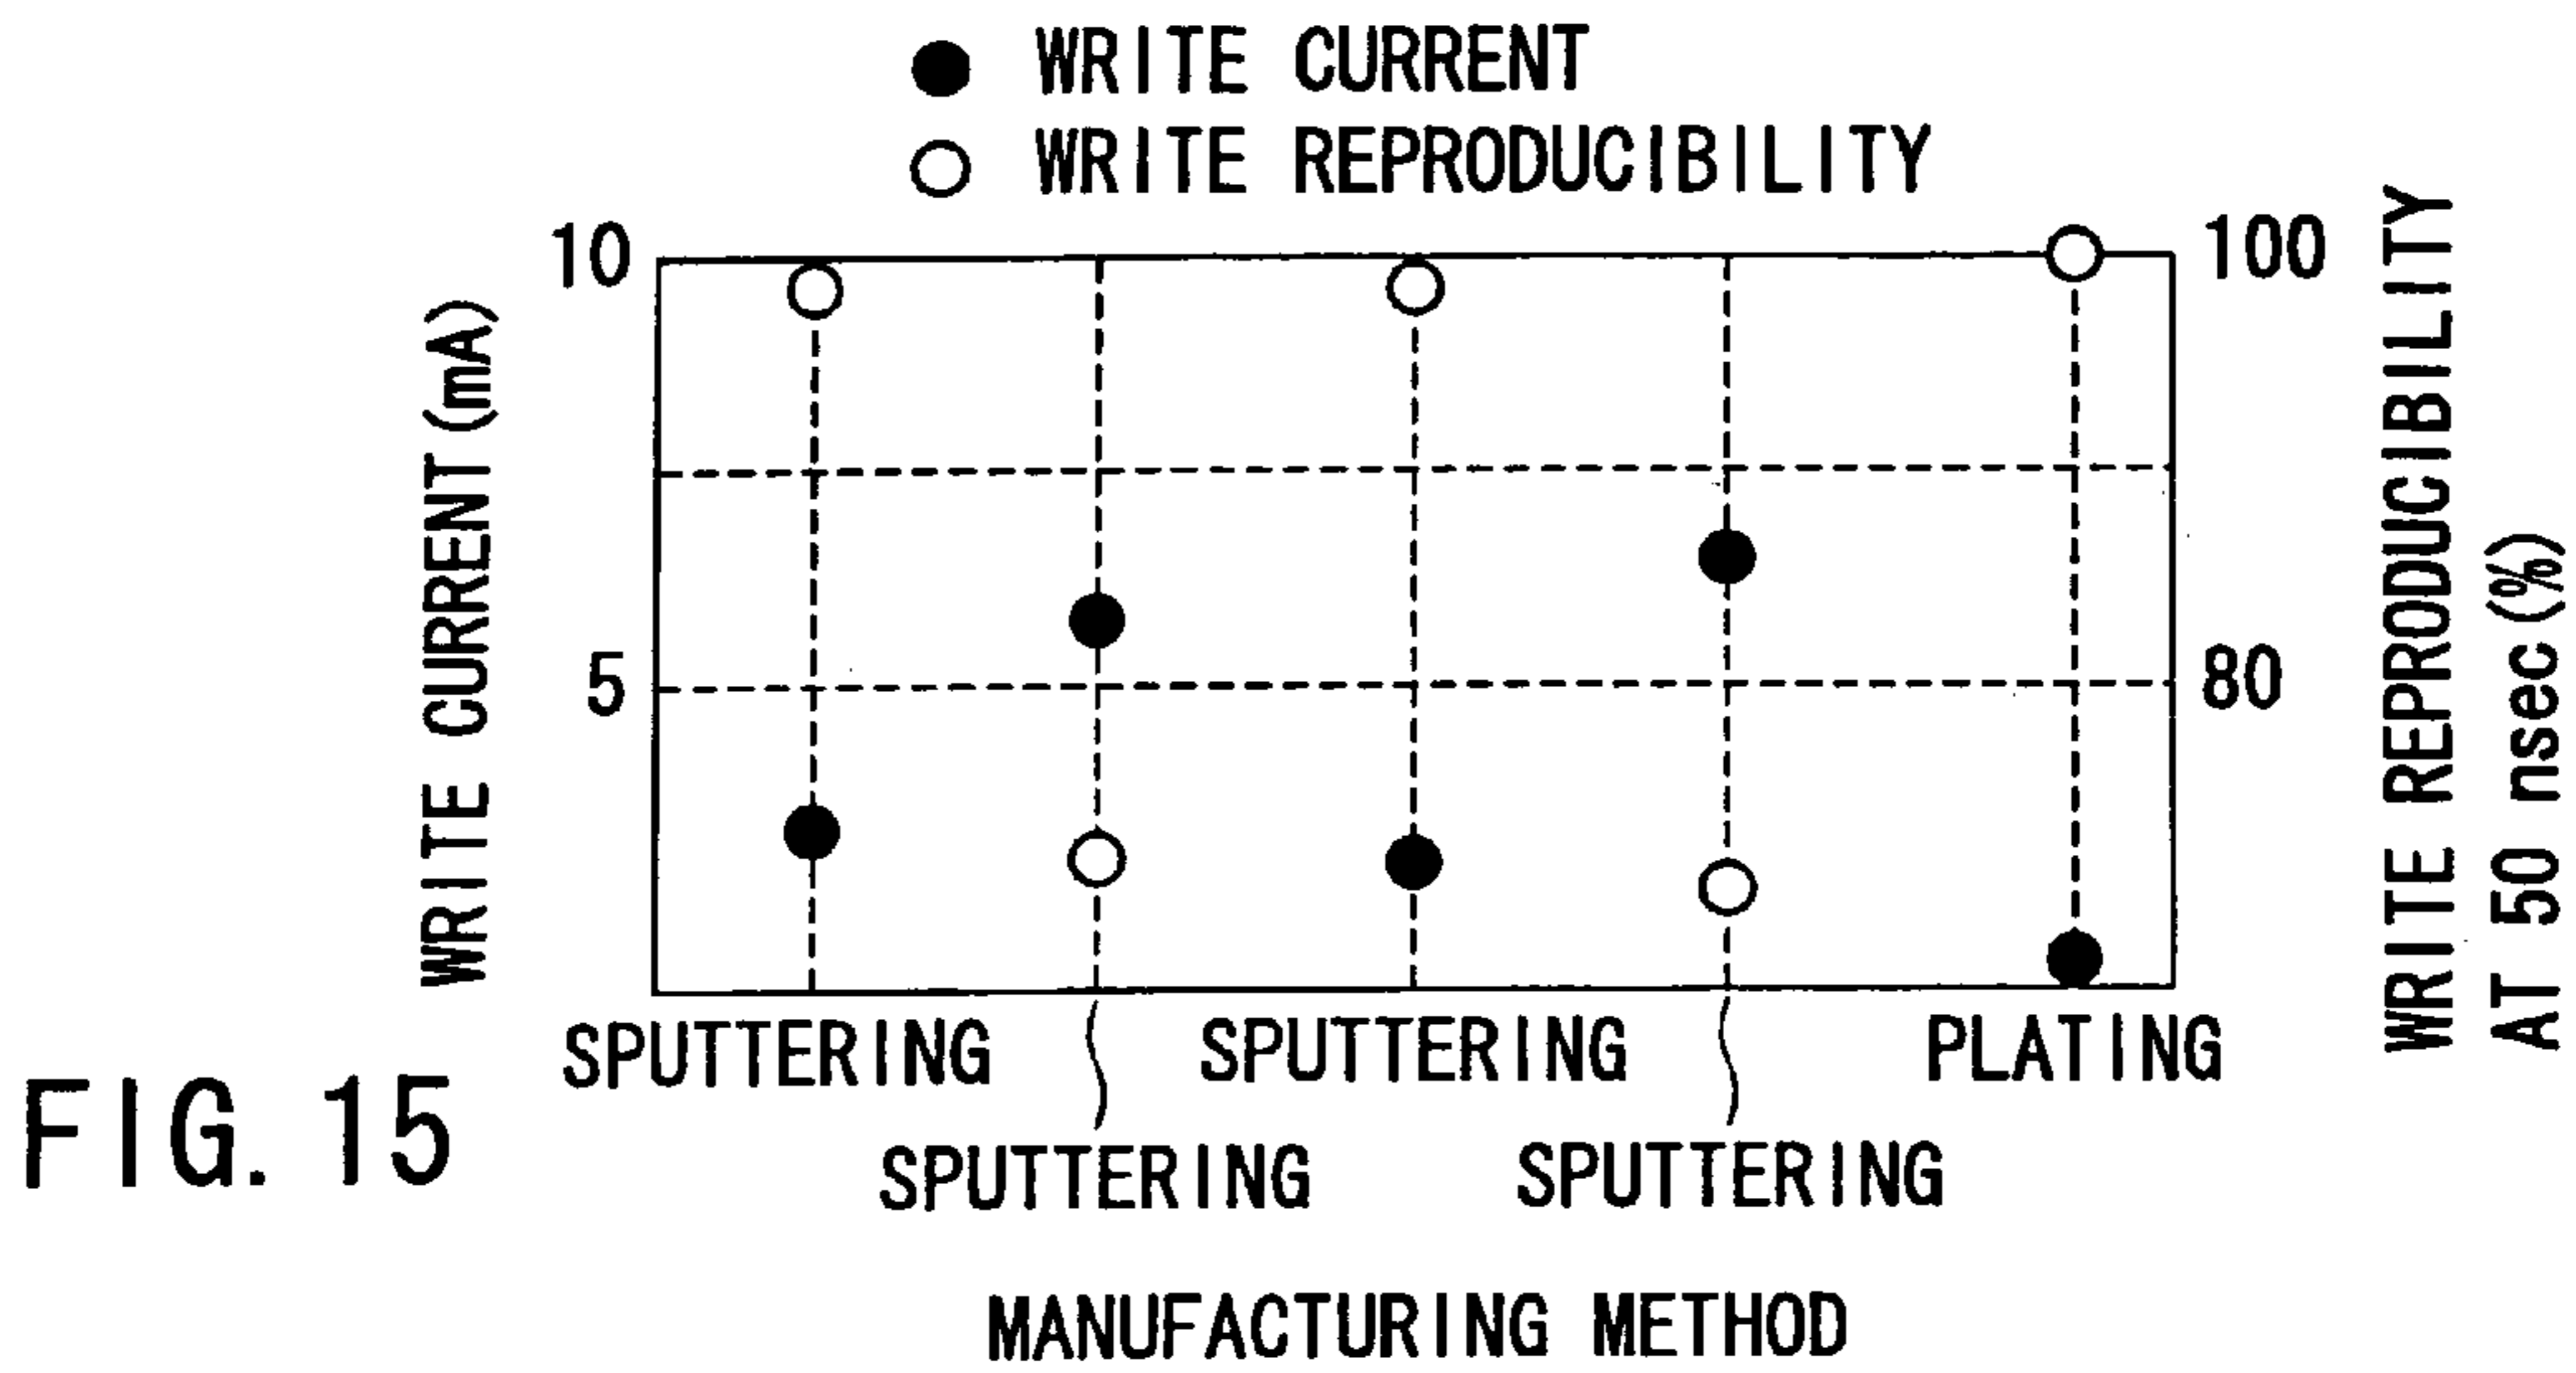 WRITE CURRENT
WRITE REPRODUCIBILITY
10
5
WRITE CURRENT (mA)
100
80
WRITE REPRODUCIBILITY
AT 50 nsec (%)
SPUTTERING
SPUTTERING
PLATING
SPUTTERING
SPUTTERING
MANUFACTURING METHOD
FIG. 15